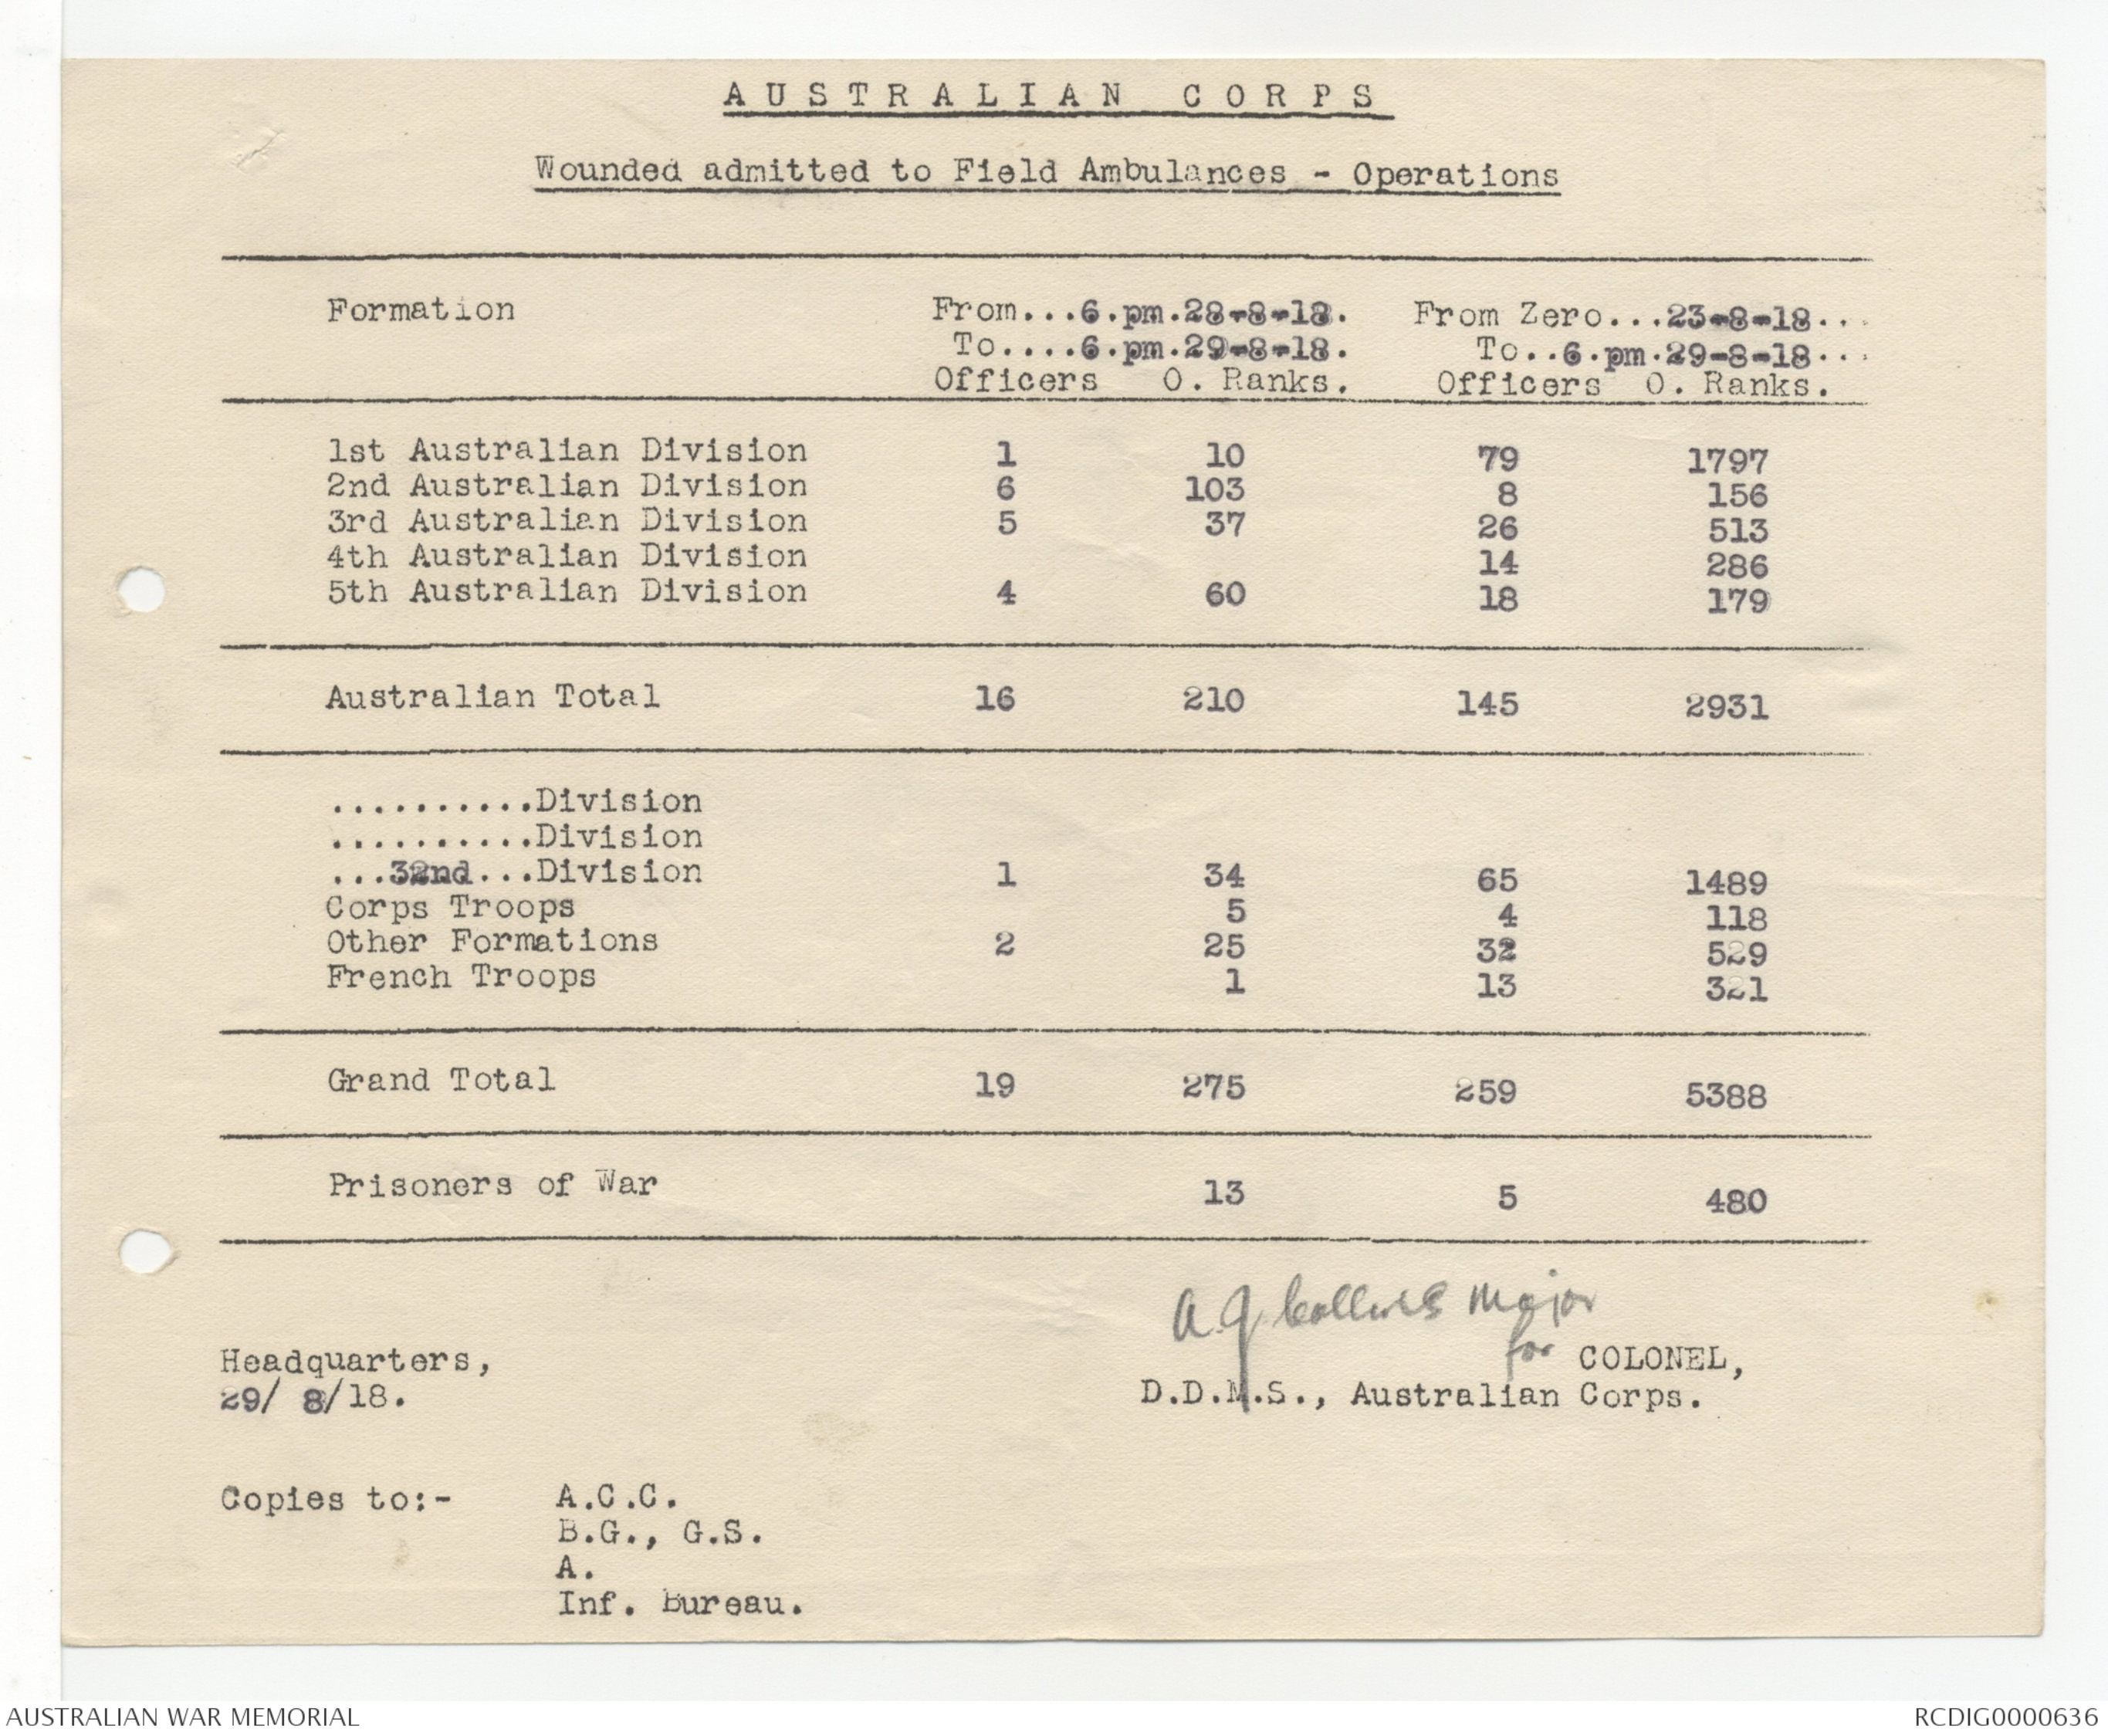 AUSTRALIAN CORPS
Wounded admitted to Field Ambulances - Operations
Formation From...6.pm.28-8-18. From Zero...23-8-18...
To....6.pm.29-8-18. To..6.pm.29-8-18...
Officers O. Ranks. Officers O. Ranks.
1st Australian Division 1 10 79 1797
2nd Australian Division 6 103 8 156
3rd Australian Division 5 37 26 513
4th Australian Division 14 286
5th Australian Division 4 60 18 179
Australian Total 16 210 145 2931
..........Division
..........Division
...32nd...Division 1 34 65 1489
Corps Troops 5 4 118
Other Formations 2 25 32 529
French Troops 1 13 321
Grand Total 19 275 259 5388
Prisoners of War 13 5 480
A.J. Collins Major
for COLONEL,
Headquarters,
29/ 8/18.
D.D.M.S., Australian Corps.
Copies to:- A.C.C.
B.G., G.S.
A.
Inf. Bureau.
AUSTRALIAN WAR MEMORIAL
RCDIG0000636